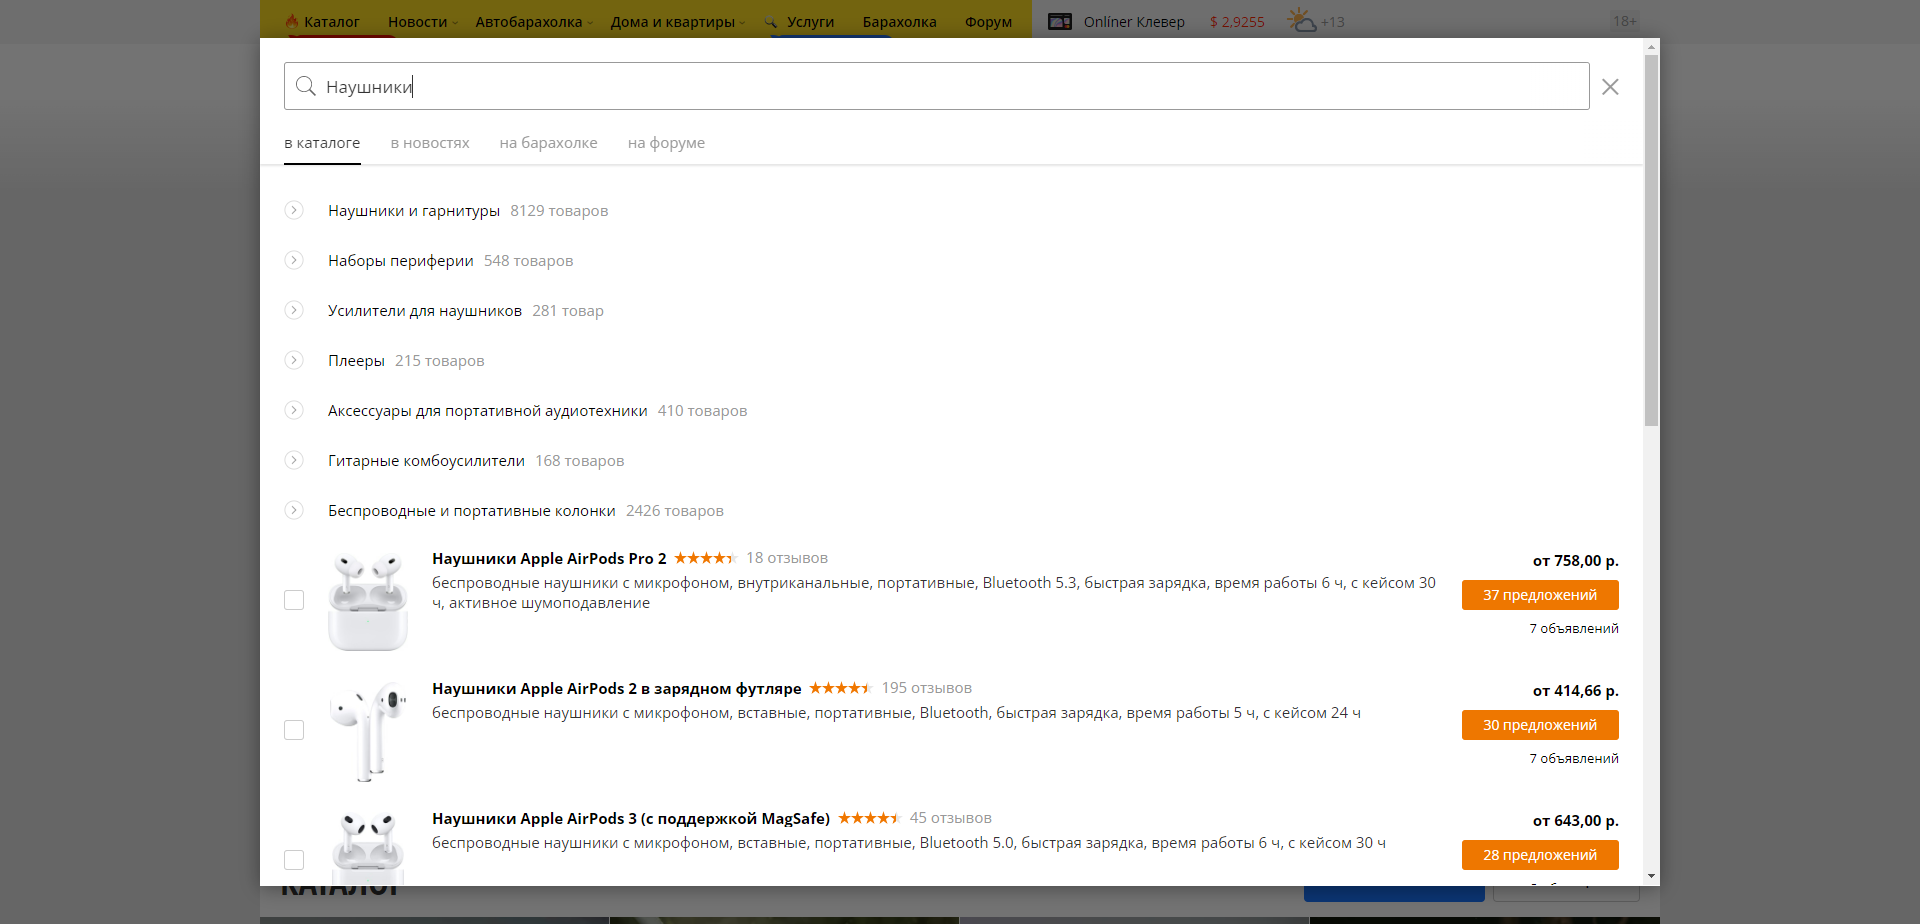 Каталог Новости Автобарахолка Дома и квартиры Услуги Барахолка Форум Onlíner Клевер $ 2,9255 +13 18+
Наушники
в каталоге в новостях на барахолке на форуме
Наушники и гарнитуры 8129 товаров
Наборы периферии 548 товаров
Усилители для наушников 281 товар
Плееры 215 товаров
Аксессуары для портативной аудиотехники 410 товаров
Гитарные комбоусилители 168 товаров
Беспроводные и портативные колонки 2426 товаров
Наушники Apple AirPods Pro 2 18 отзывов
от 758,00 р.
беспроводные наушники с микрофоном, внутриканальные, портативные, Bluetooth 5.3, быстрая зарядка, время работы 6 ч, с кейсом 30
ч, активное шумоподавление
37 предложений
7 объявлений
Наушники Apple AirPods 2 в зарядном футляре 195 отзывов
от 414,66 р.
беспроводные наушники с микрофоном, вставные, портативные, Bluetooth, быстрая зарядка, время работы 5 ч, с кейсом 24 ч
30 предложений
7 объявлений
Наушники Apple AirPods 3 (с поддержкой MagSafe) 45 отзывов
от 643,00 р.
беспроводные наушники с микрофоном, вставные, портативные, Bluetooth 5.0, быстрая зарядка, время работы 6 ч, с кейсом 30 ч
28 предложений
КАТАЛОГ